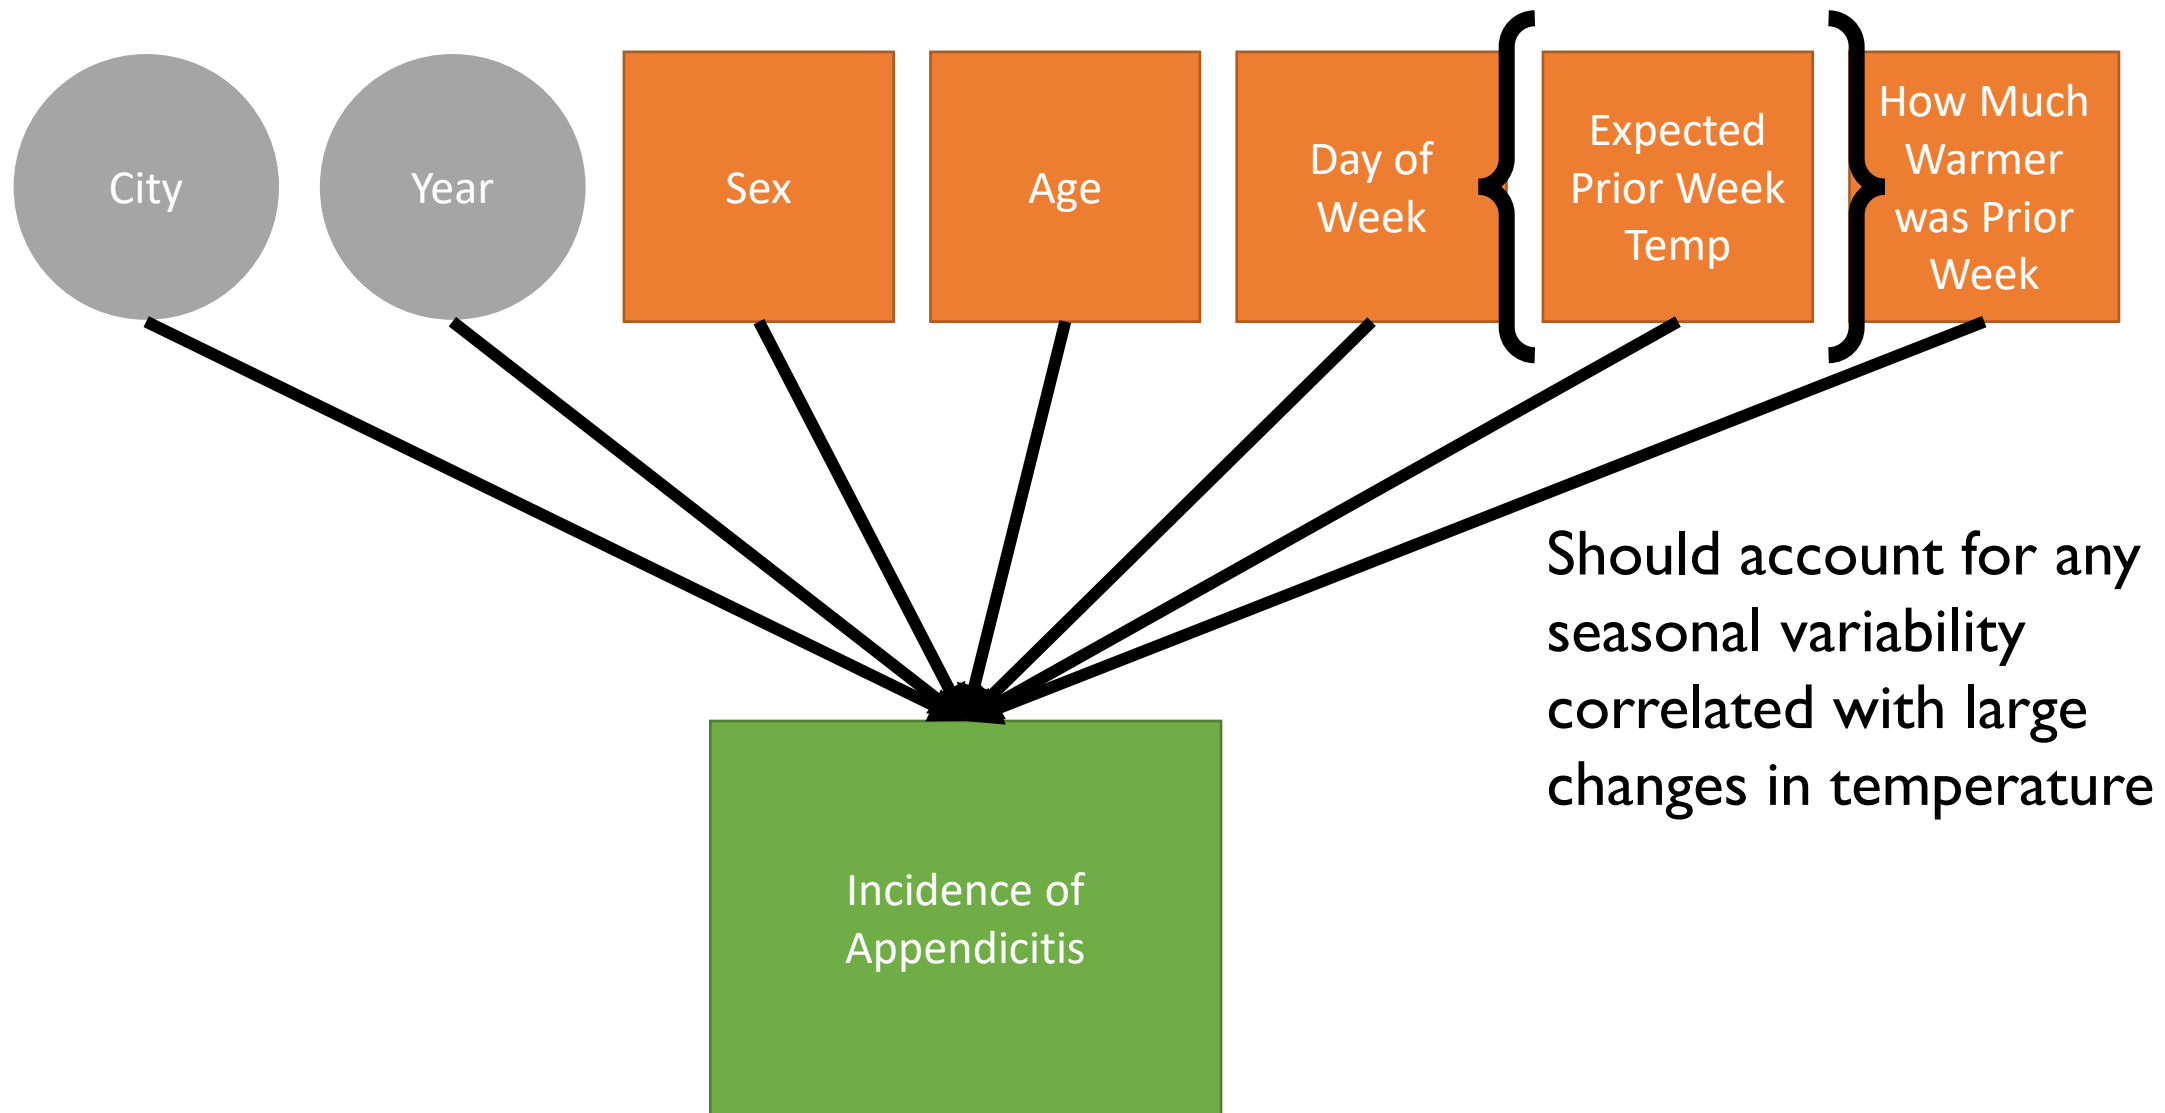 City
Year
Sex
Age
Day of
Week
Expected
Prior Week
Temp
How Much
Warmer
was Prior
Week
Should account for any
seasonal variability
correlated with large
changes in temperature
Incidence of
Appendicitis